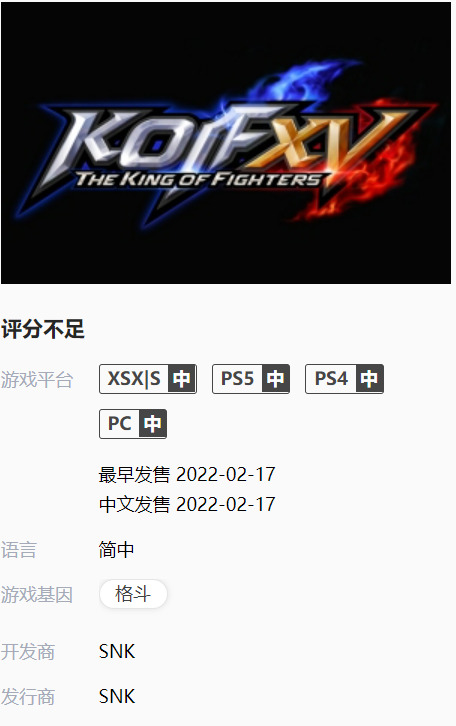 KOF XV
THE KING OF FIGHTERS
评分不足
游戏平台 XSX|S 中 PS5 中 PS4 中
PC 中
最早发售 2022-02-17
中文发售 2022-02-17
语言 简中
游戏基因 格斗
开发商 SNK
发行商 SNK